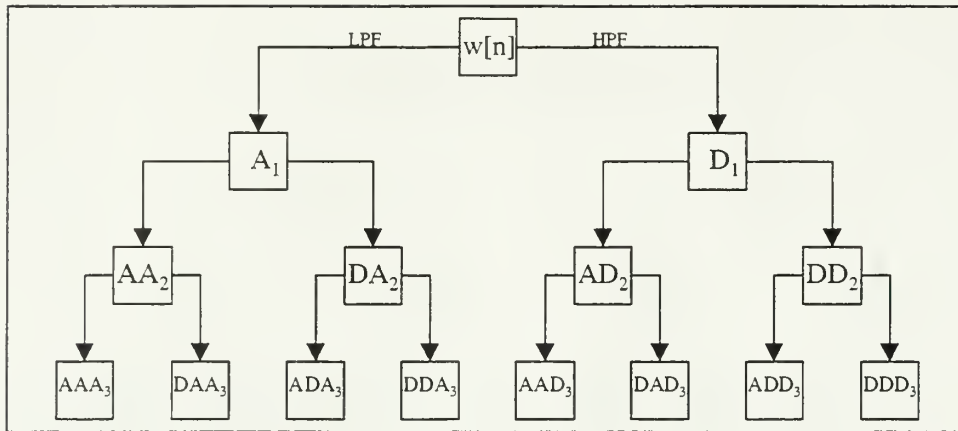 LPF w[n] HPF
A₁ D₁
AA₂ DA₂ AD₂ DD₂
AAA₃ DAA₃ ADA₃ DDA₃ AAD₃ DAD₃ ADD₃ DDD₃